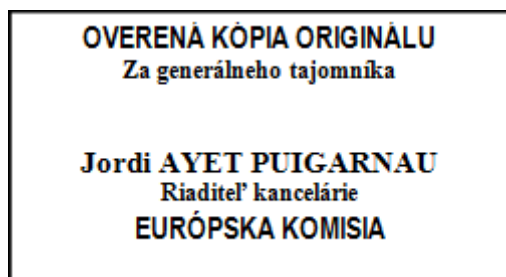 OVERENÁ KÓPIA ORIGINÁLU
Za generálneho tajomníka
Jordi AYET PUIGARNAU
Riaditeľ kancelárie
EURÓPSKA KOMISIA